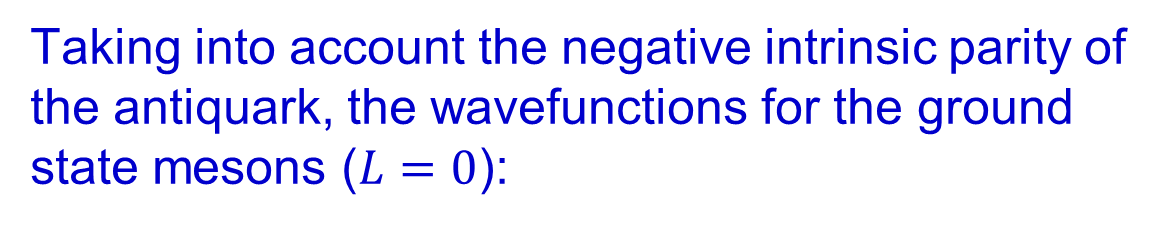 Taking into account the negative intrinsic parity of
the antiquark, the wavefunctions for the ground
state mesons (𝐿 = 0):